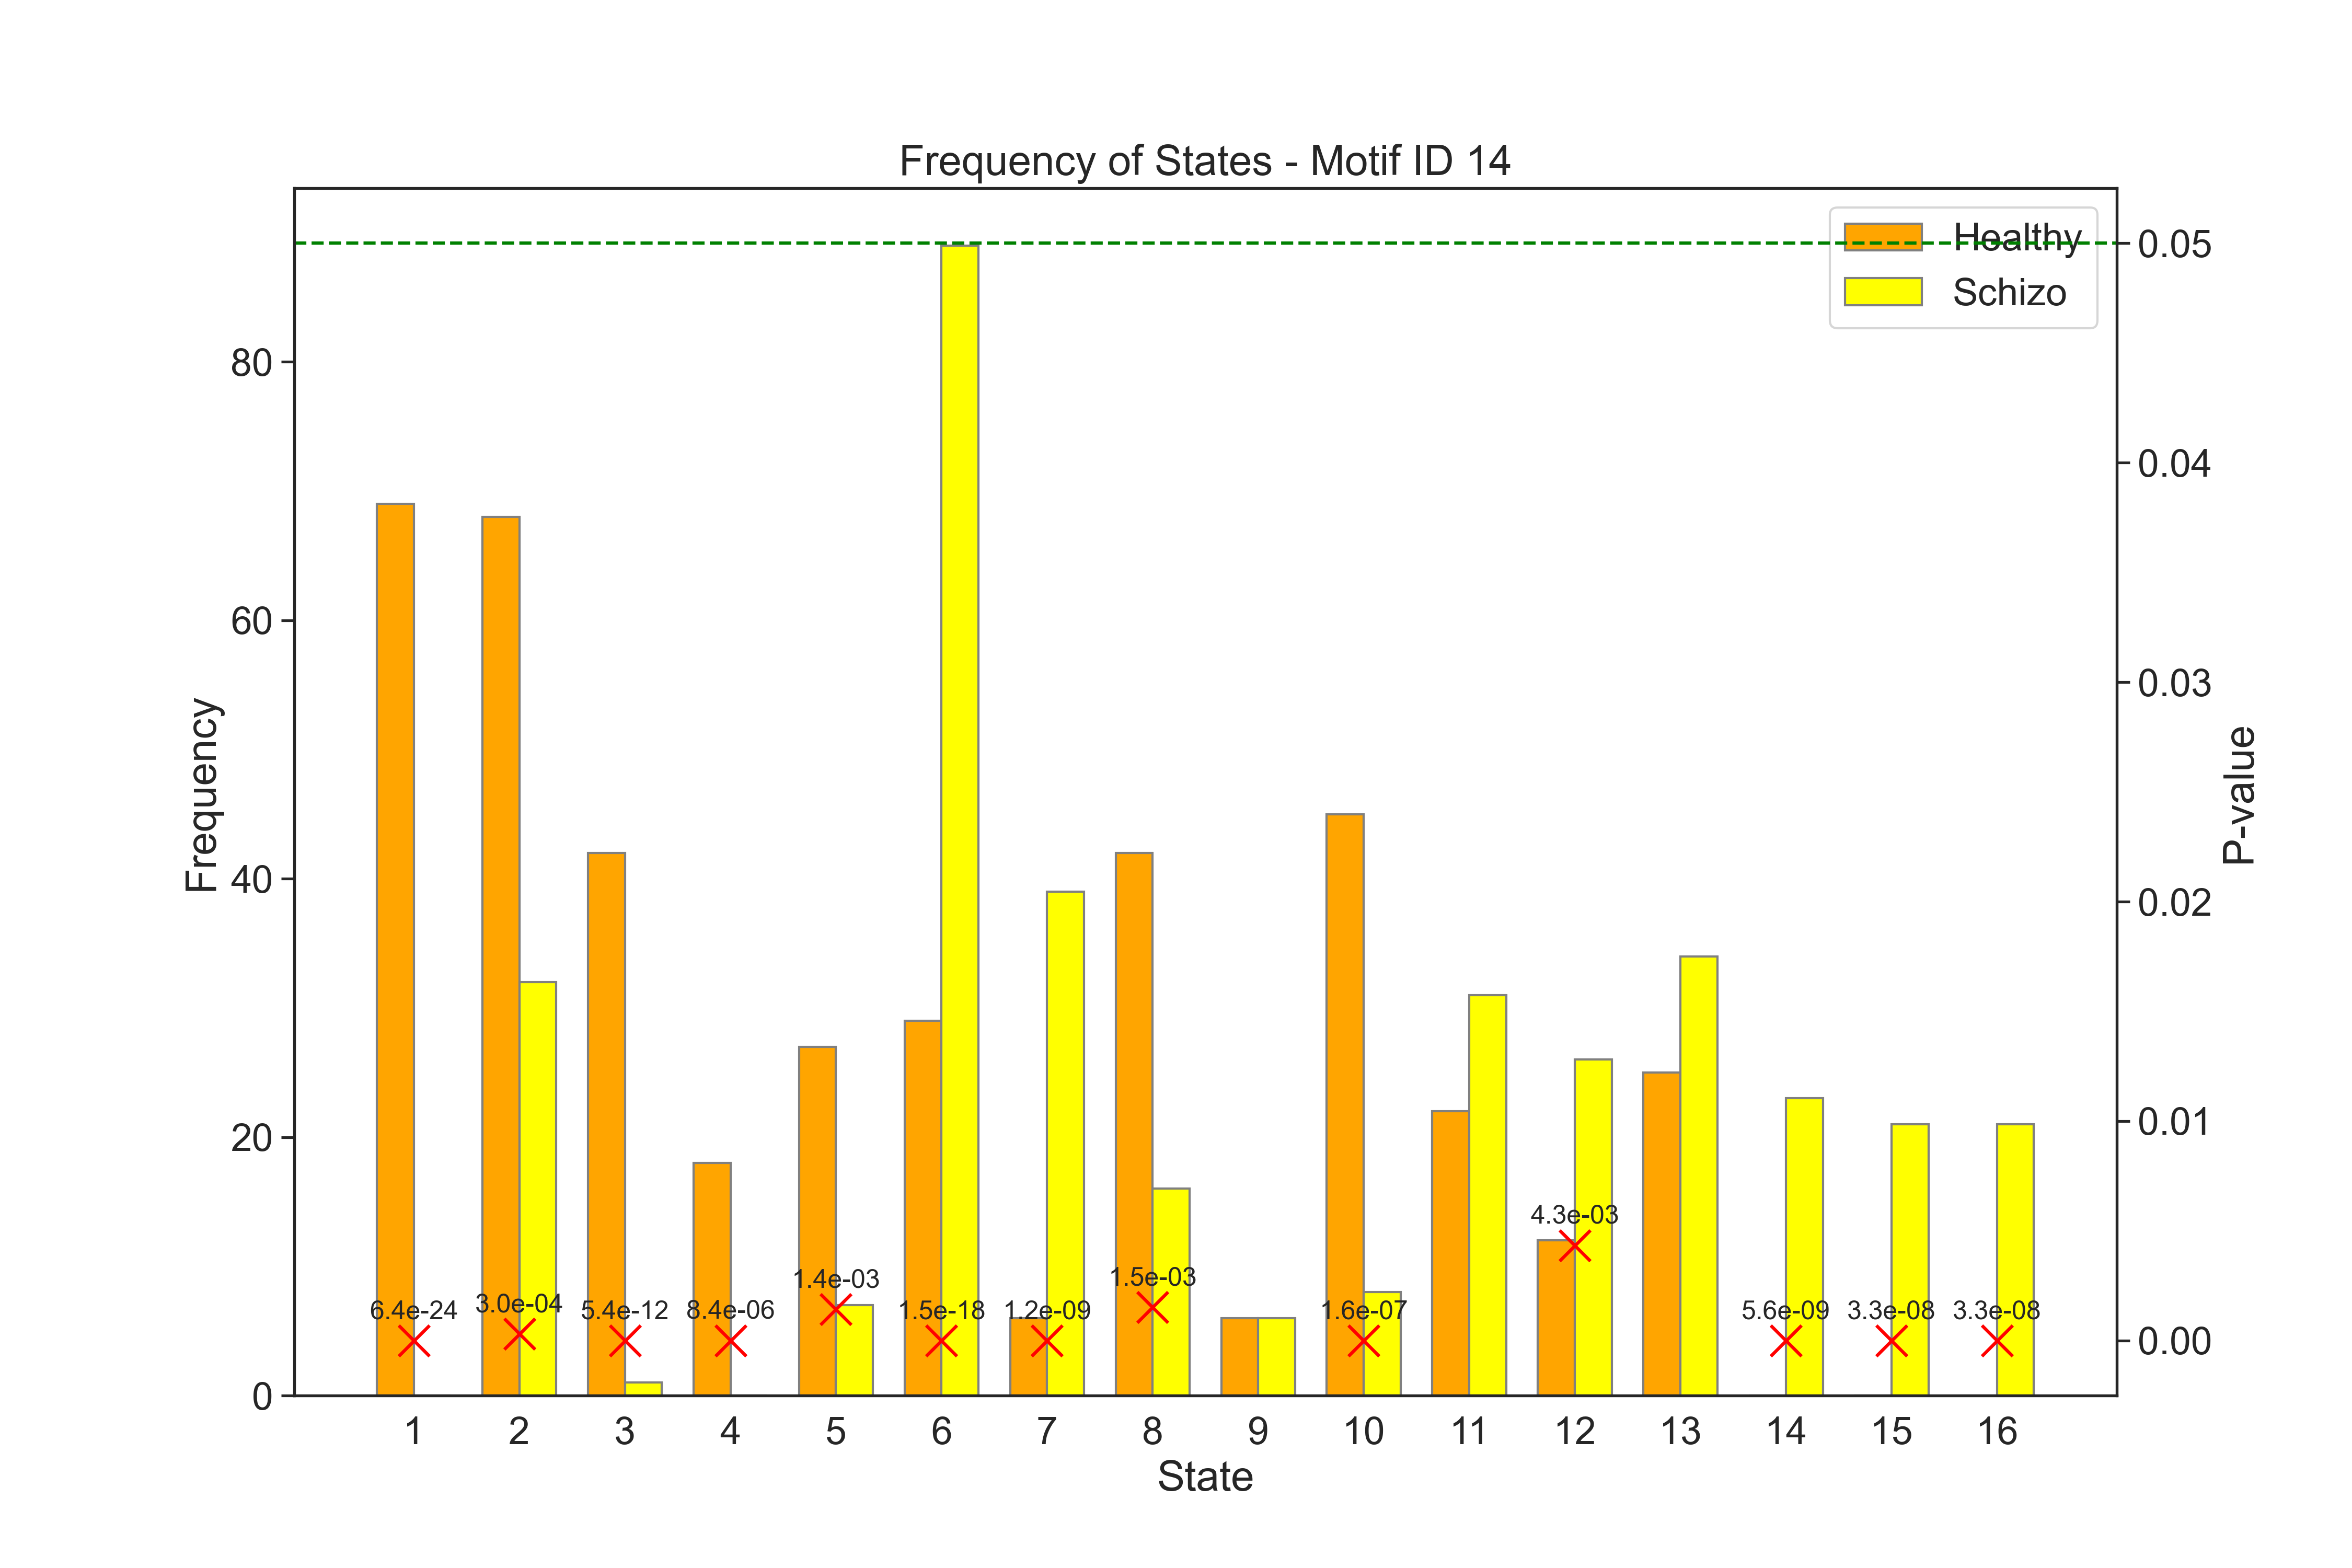 Frequency of States - Motif ID 14
Healthy
Schizo
Frequency
80
60
40
20
0
P-value
0.05
0.04
0.03
0.02
0.01
0.00
6.4e-24
3.0e-04
5.4e-12
8.4e-06
1.4e-03
1.5e-18
1.2e-09
1.5e-03
1.6e-07
4.3e-03
5.6e-09
3.3e-08
3.3e-08
1 2 3 4 5 6 7 8 9 10 11 12 13 14 15 16
State